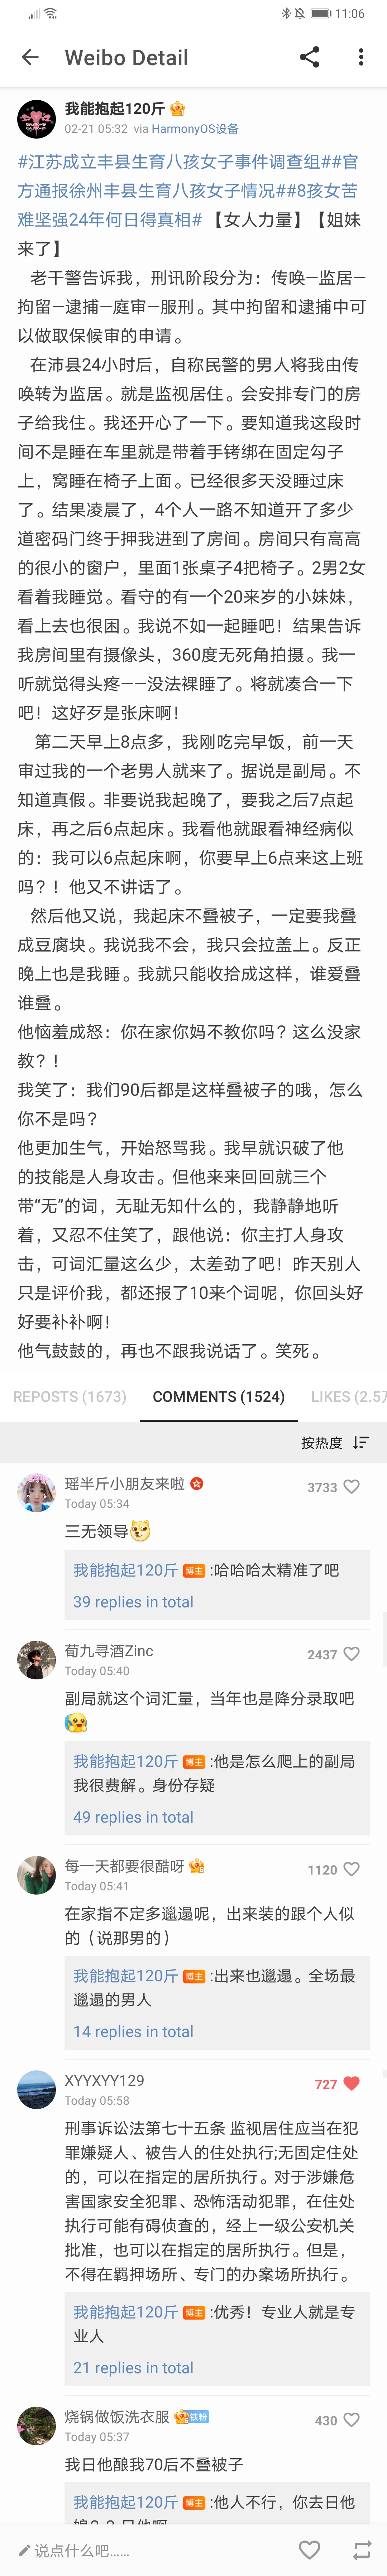 11:06
Weibo Detail
我能抱起120斤
02-21 05:32 via HarmonyOS设备
#江苏成立丰县生育八孩女子事件调查组##官
方通报徐州丰县生育八孩女子情况##8孩女苦
难坚强24年何日得真相# 【女人力量】【姐妹
来了】
老干警告诉我，刑讯阶段分为：传唤—监居—
拘留—逮捕—庭审—服刑。其中拘留和逮捕中可
以做取保候审的申请。
在沛县24小时后，自称民警的男人将我由传
唤转为监居。就是监视居住。会安排专门的房
子给我住。我还开心了一下。要知道我这段时
间不是睡在车里就是带着手铐绑在固定勾子
上，窝睡在椅子上面。已经很多天没睡过床
了。结果凌晨了，4个人一路不知道开了多少
道密码门终于押我进到了房间。房间只有高高
的很小的窗户，里面1张桌子4把椅子。2男2女
看着我睡觉。看守的有一个20来岁的小妹妹，
看上去也很困。我说不如一起睡吧！结果告诉
我房间里有摄像头，360度无死角拍摄。我一
听就觉得头疼——没法裸睡了。将就凑合一下
吧！这好歹是张床啊！
第二天早上8点多，我刚吃完早饭，前一天
审过我的一个老男人就来了。据说是副局。不
知道真假。非要说我起晚了，要我之后7点起
床，再之后6点起床。我看他就跟看神经病似
的：我可以6点起床啊，你要早上6点来这上班
吗？！他又不讲话了。
然后他又说，我起床不叠被子，一定要我叠
成豆腐块。我说我不会，我只会拉盖上。反正
晚上也是我睡。我就只能收拾成这样，谁爱叠
谁叠。
他恼羞成怒：你在家你妈不教你吗？这么没家
教？！
我笑了：我们90后都是这样叠被子的哦，怎么
你不是吗？
他更加生气，开始怒骂我。我早就识破了他
的技能是人身攻击。但他来来回回就三个
带“无”的词，无耻无知什么的，我静静地听
着，又忍不住笑了，跟他说：你主打人身攻
击，可词汇量这么少，太差劲了吧！昨天别人
只是评价我，都还报了10来个词呢，你回头好
好要补补啊！
他气鼓鼓的，再也不跟我说话了。笑死。
REPOSTS (1673) COMMENTS (1524) LIKES (2.57
按热度
瑶半斤小朋友来啦 3733
Today 05:34
三无领导
我能抱起120斤 博主 :哈哈哈太精准了吧
39 replies in total
荀九寻酒Zinc 2437
Today 05:40
副局就这个词汇量，当年也是降分录取吧
我能抱起120斤 博主 :他是怎么爬上的副局
我很费解。身份存疑
49 replies in total
每一天都要很酷呀 1120
Today 05:41
在家指不定多邋遢呢，出来装的跟个人似
的（说那男的）
我能抱起120斤 博主 :出来也邋遢。全场最
邋遢的男人
14 replies in total
XYYXYY129 727
Today 05:58
刑事诉讼法第七十五条 监视居住应当在犯
罪嫌疑人、被告人的住处执行;无固定住处
的，可以在指定的居所执行。对于涉嫌危
害国家安全犯罪、恐怖活动犯罪，在住处
执行可能有碍侦查的，经上一级公安机关
批准，也可以在指定的居所执行。但是，
不得在羁押场所、专门的办案场所执行。
我能抱起120斤 博主 :优秀！专业人就是专
业人
21 replies in total
烧锅做饭洗衣服 铁粉 430
Today 05:37
我日他酿我70后不叠被子
我能抱起120斤 博主 :他人不行，你去日他
说点什么吧......